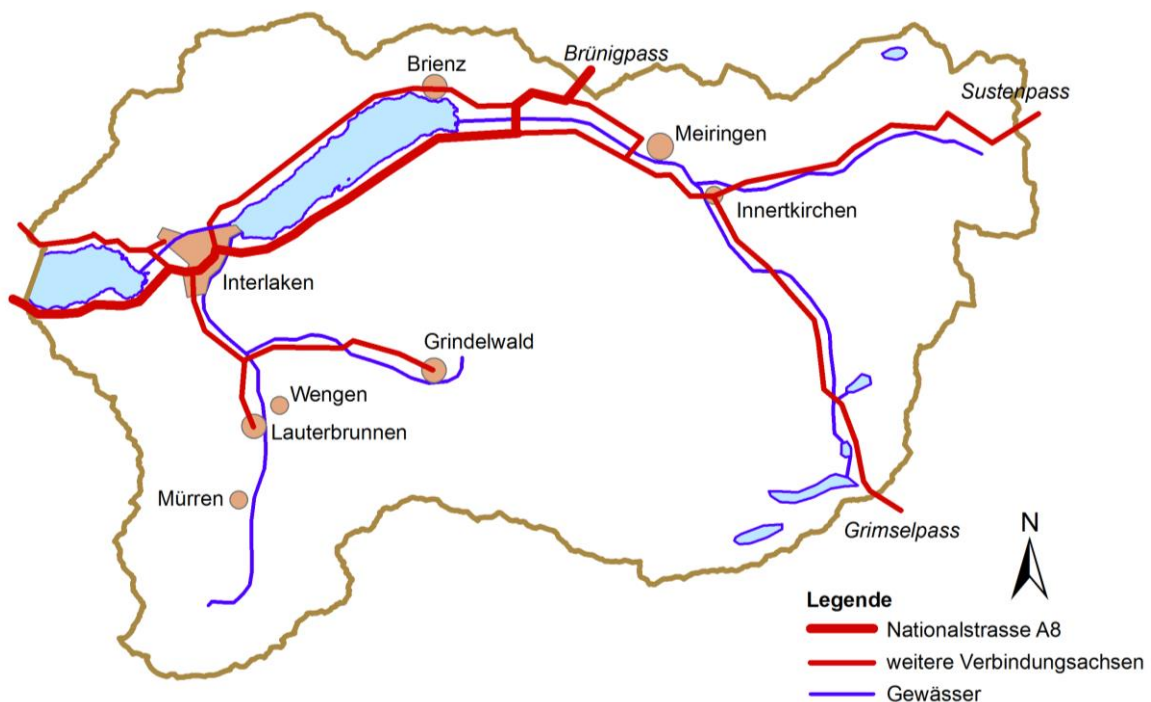 Brünigpass
Brienz
Sustenpass
Meiringen
Innertkirchen
Interlaken
Grindelwald
Wengen
Lauterbrunnen
Mürren
Grimselpass
N
Legende
Nationalstrasse A8
weitere Verbindungsachsen
Gewässer